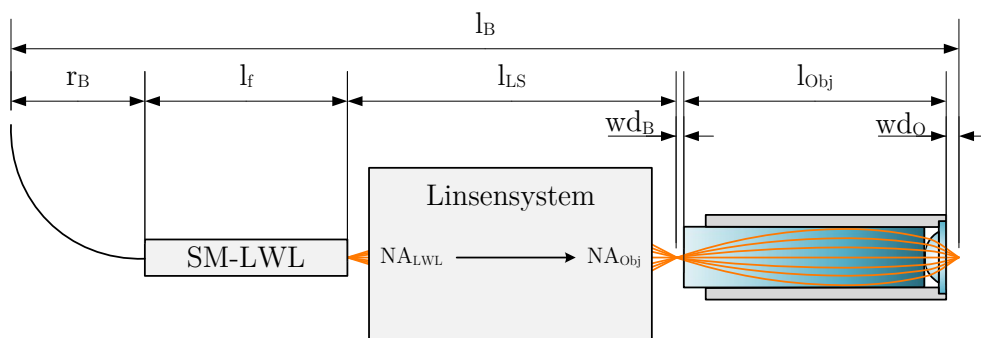 l_B
r_B l_f l_LS l_Obj
wd_B wd_O
Linsensystem
SM-LWL NA_LWL NA_Obj